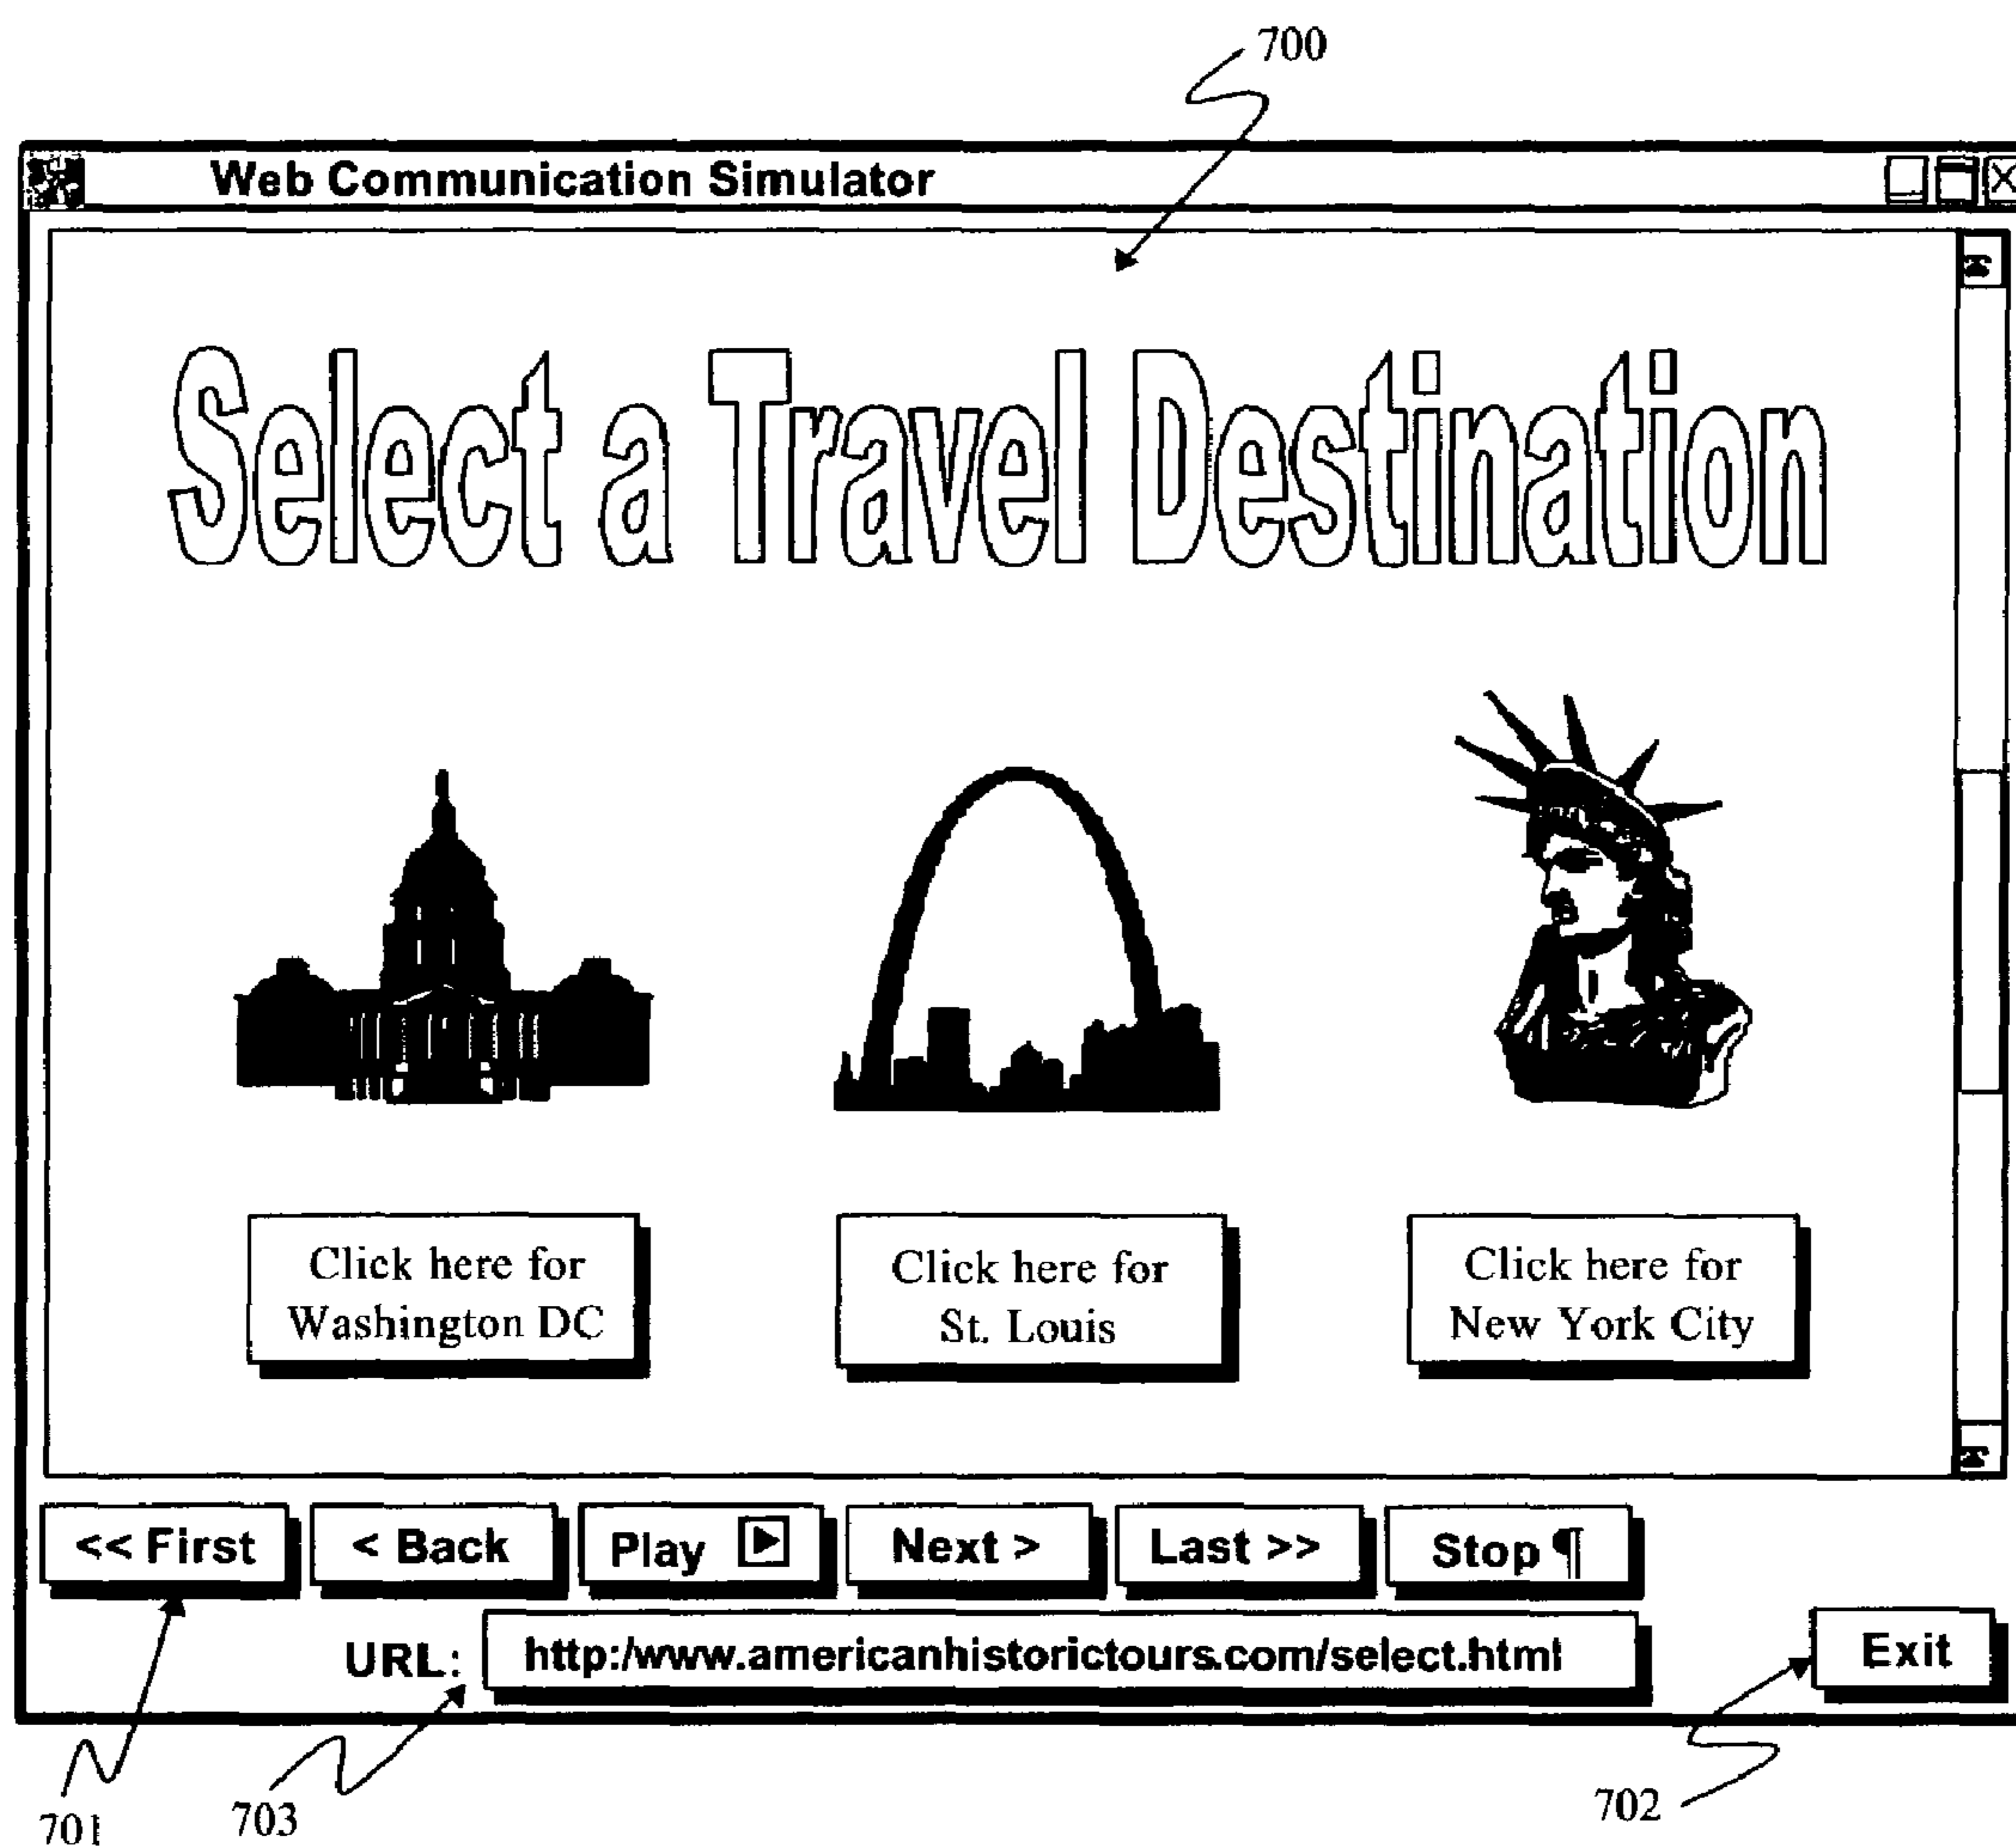 700
Web Communication Simulator
Select a Travel Destination
Click here for
Washington DC
Click here for
St. Louis
Click here for
New York City
<< First
< Back
Play
Next >
Last >>
Stop ¶
URL: http:/www.americanhistorictours.com/select.html
Exit
701
703
702